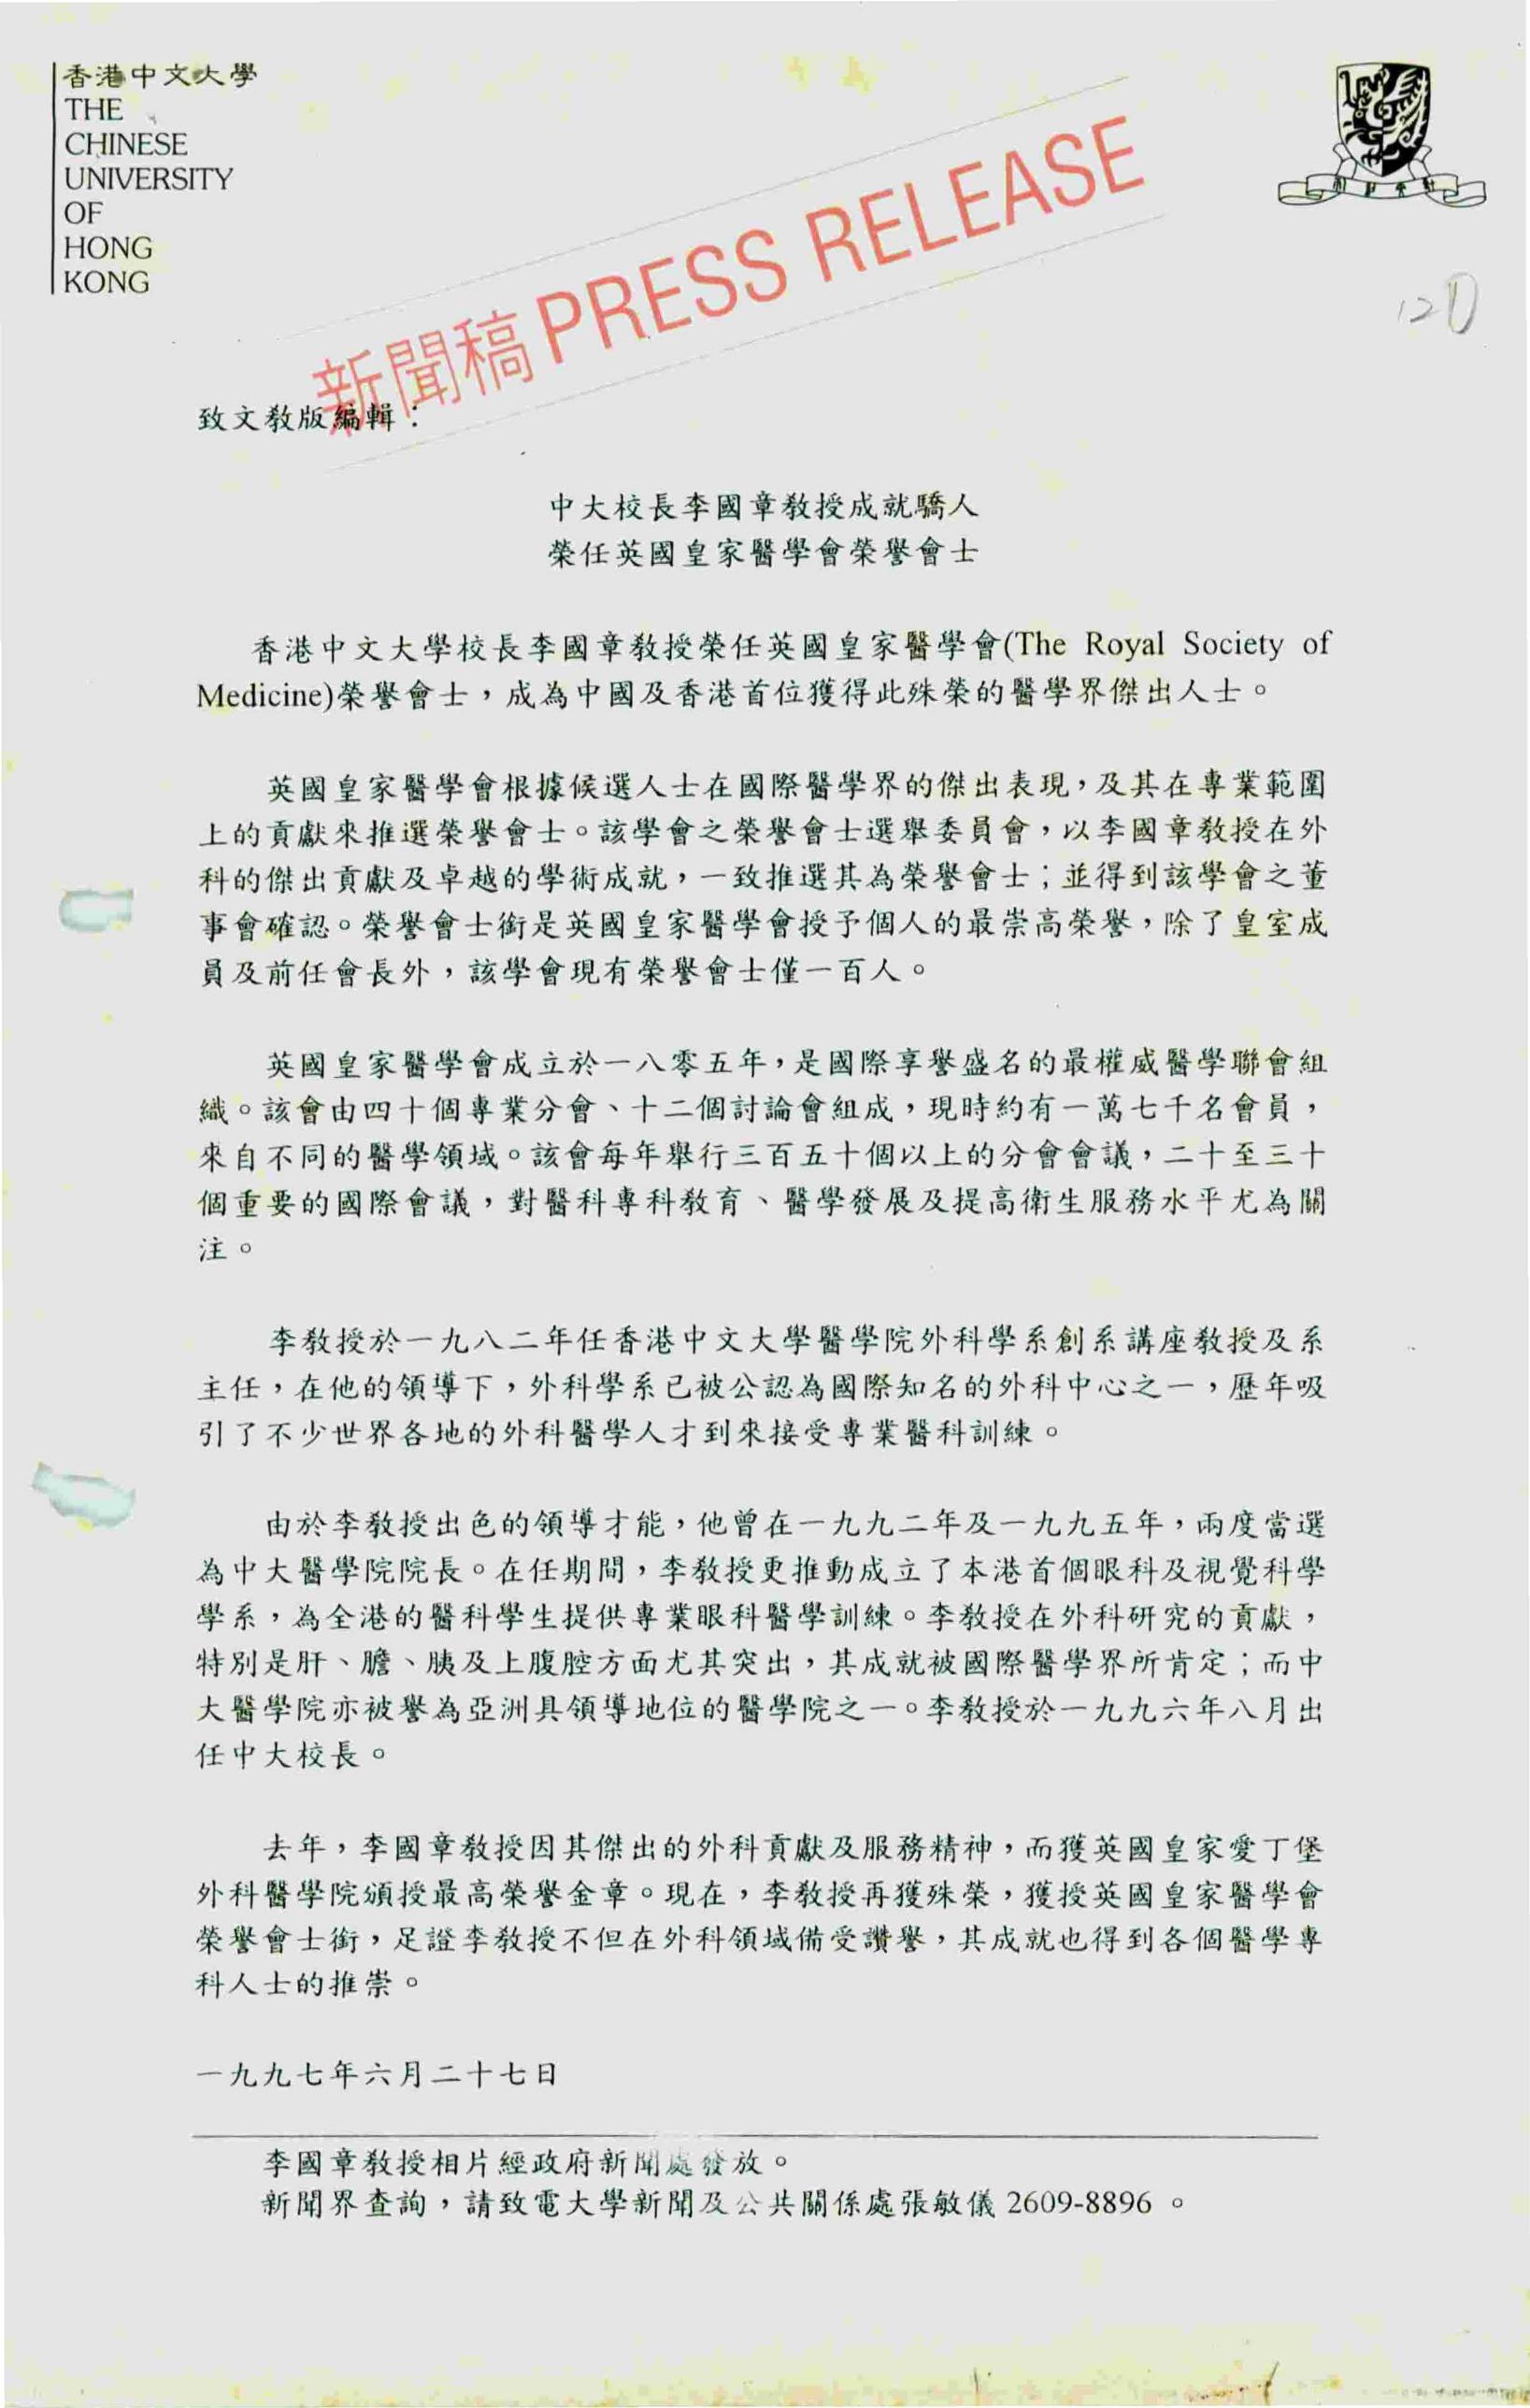 香港中文大學
THE
CHINESE
UNIVERSITY
OF
HONG
KONG
新聞稿 PRESS RELEASE
120
致文教版編輯：
中大校長李國章教授成就驕人
榮任英國皇家醫學會榮譽會士
香港中文大學校長李國章教授榮任英國皇家醫學會(The Royal Society of
Medicine)榮譽會士，成為中國及香港首位獲得此殊榮的醫學界傑出人士。
英國皇家醫學會根據候選人士在國際醫學界的傑出表現，及其在專業範圍
上的貢獻來推選榮譽會士。該學會之榮譽會士選舉委員會，以李國章教授在外
科的傑出貢獻及卓越的學術成就，一致推選其為榮譽會士；並得到該學會之董
事會確認。榮譽會士銜是英國皇家醫學會授予個人的最崇高榮譽，除了皇室成
員及前任會長外，該學會現有榮譽會士僅一百人。
英國皇家醫學會成立於一八零五年，是國際享譽盛名的最權威醫學聯會組
織。該會由四十個專業分會、十二個討論會組成，現時約有一萬七千名會員，
來自不同的醫學領域。該會每年舉行三百五十個以上的分會會議，二十至三十
個重要的國際會議，對醫科專科教育、醫學發展及提高衛生服務水平尤為關
注。
李教授於一九八二年任香港中文大學醫學院外科學系創系講座教授及系
主任，在他的領導下，外科學系已被公認為國際知名的外科中心之一，歷年吸
引了不少世界各地的外科醫學人才到來接受專業醫科訓練。
由於李教授出色的領導才能，他曾在一九九二年及一九九五年，兩度當選
為中大醫學院院長。在任期間，李教授更推動成立了本港首個眼科及視覺科學
學系，為全港的醫科學生提供專業眼科醫學訓練。李教授在外科研究的貢獻，
特別是肝、膽、胰及上腹腔方面尤其突出，其成就被國際醫學界所肯定；而中
大醫學院亦被譽為亞洲具領導地位的醫學院之一。李教授於一九九六年八月出
任中大校長。
去年，李國章教授因其傑出的外科貢獻及服務精神，而獲英國皇家愛丁堡
外科醫學院頒授最高榮譽金章。現在，李教授再獲殊榮，獲授英國皇家醫學會
榮譽會士銜，足證李教授不但在外科領域備受讚譽，其成就也得到各個醫學專
科人士的推崇。
一九九七年六月二十七日
李國章教授相片經政府新聞處發放。
新聞界查詢，請致電大學新聞及公共關係處張敏儀 2609-8896 。